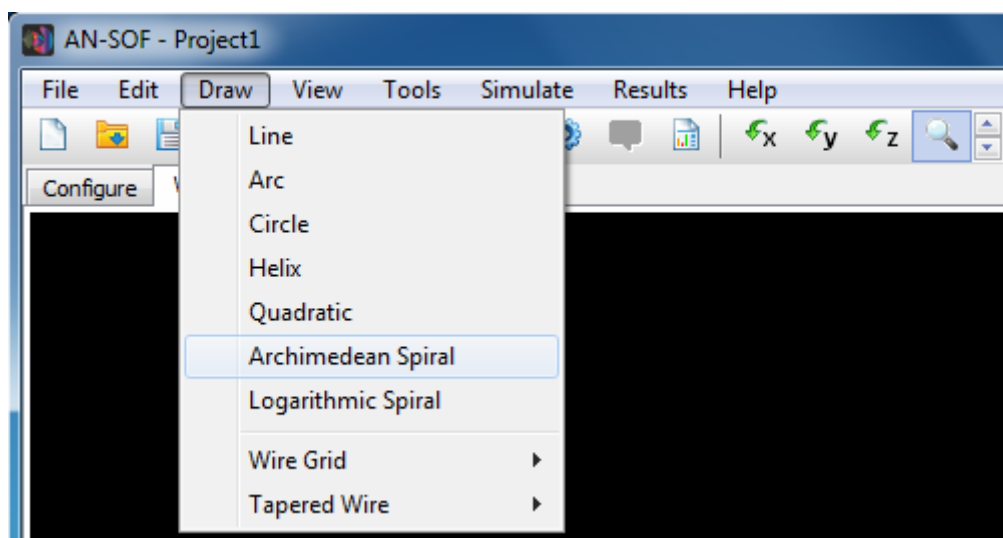 AN-SOF - Project1
File Edit Draw View Tools Simulate Results Help
x y z
Configure
Line
Arc
Circle
Helix
Quadratic
Archimedean Spiral
Logarithmic Spiral
Wire Grid
Tapered Wire